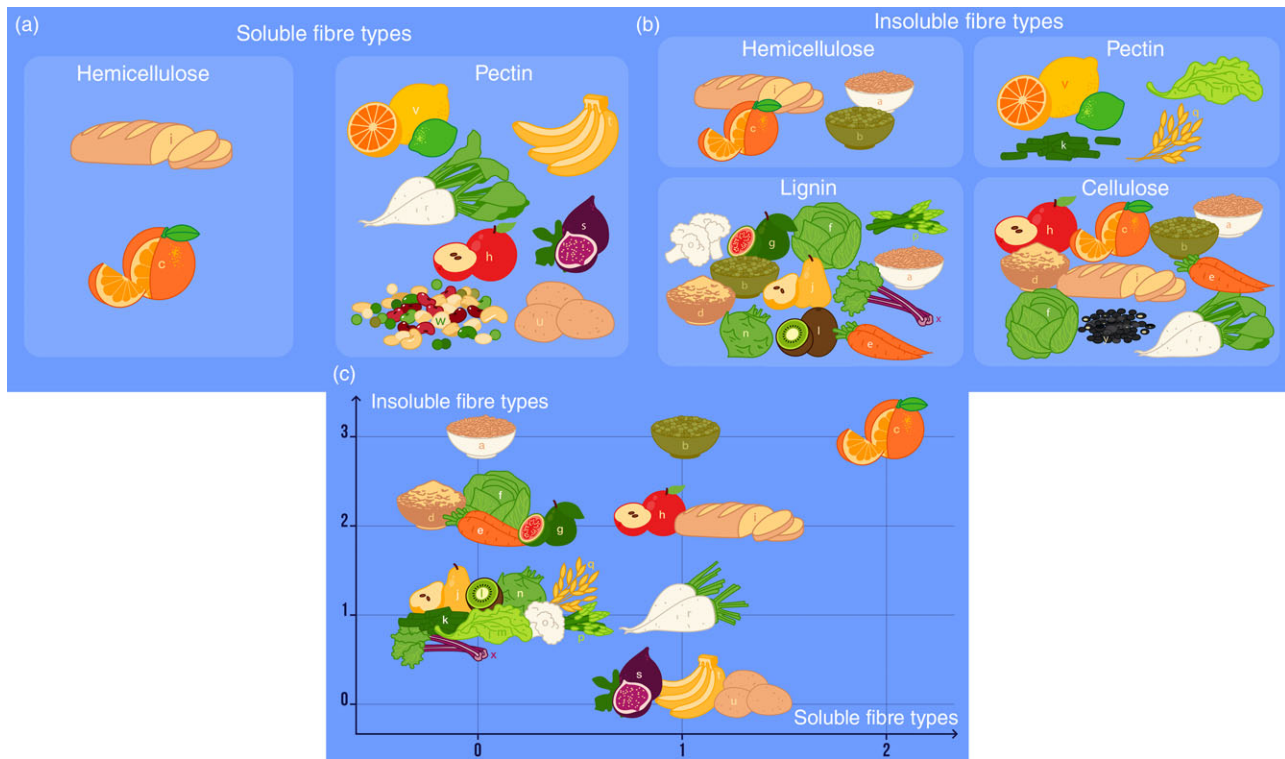 (a)
Soluble fibre types
Hemicellulose
i
c
Pectin
v
t
r
s
h
w
u
(b)
Insoluble fibre types
Hemicellulose
i
a
c
b
Pectin
v
m
q
k
Lignin
o
g
f
p
b
a
d
j
x
n
l
e
Cellulose
h
c
a
b
d
i
e
f
r
(c)
Insoluble fibre types
3
a
b
c
2
d
f
e
g
h
i
1
j
l
n
q
k
m
o
p
r
x
0
s
u
Soluble fibre types
0
1
2